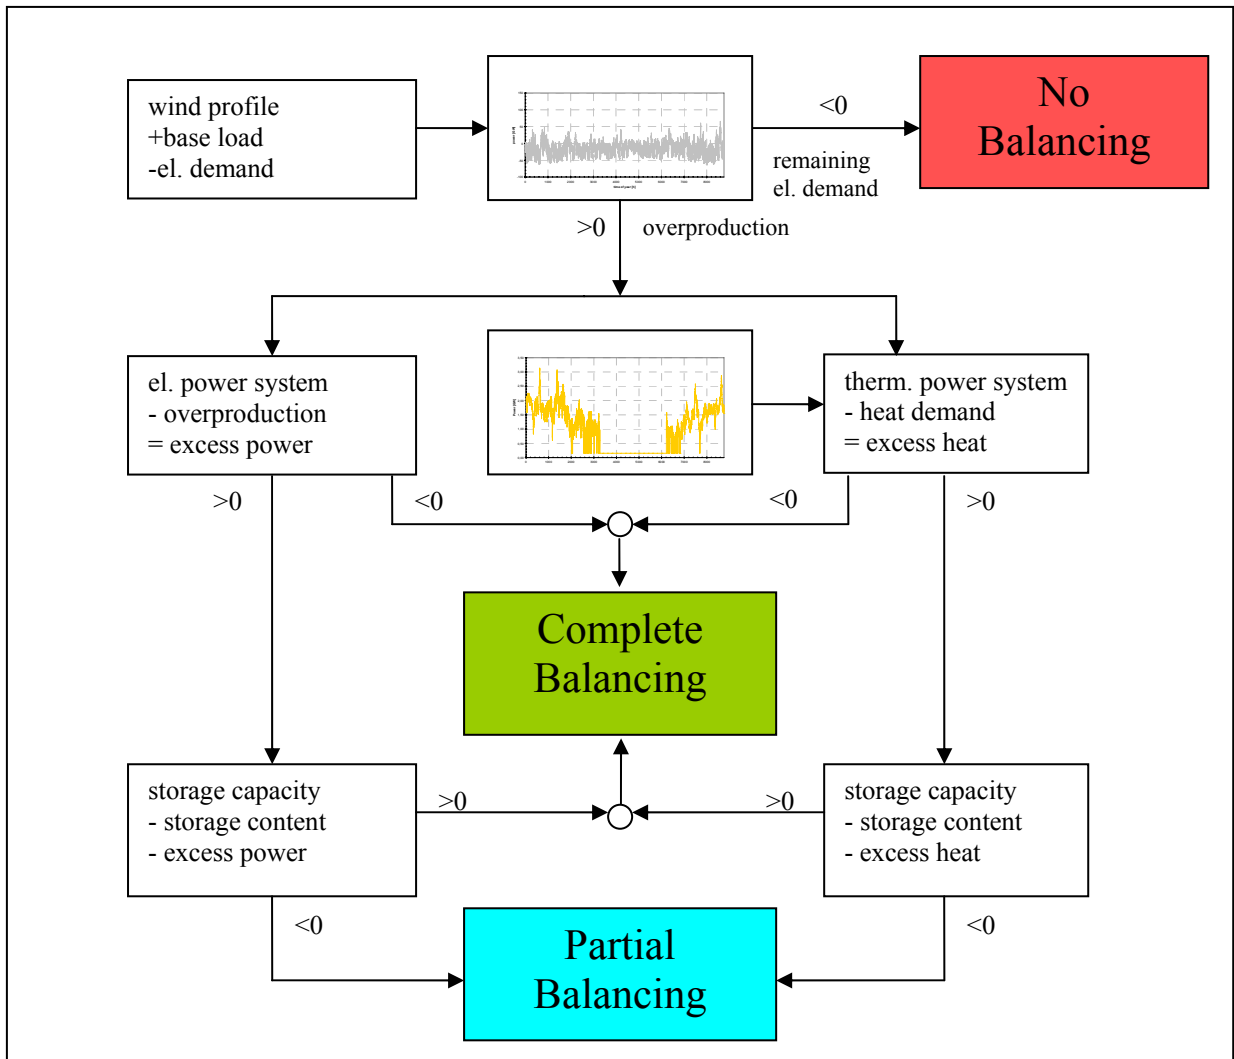 wind profile
+base load
-el. demand
<0
remaining
el. demand
No
Balancing
>0
overproduction
el. power system
- overproduction
= excess power
therm. power system
- heat demand
= excess heat
>0
<0
<0
>0
Complete
Balancing
storage capacity
- storage content
- excess power
>0
>0
storage capacity
- storage content
- excess heat
<0
Partial
Balancing
<0